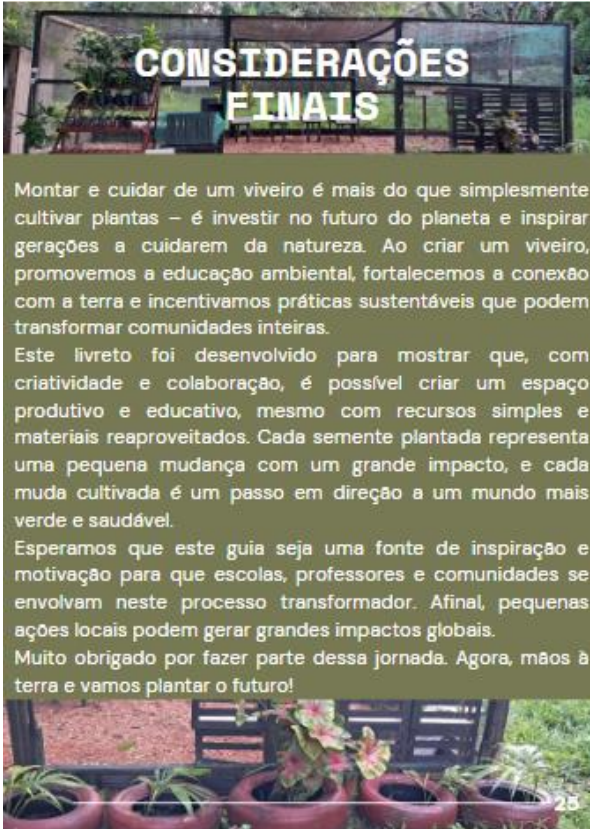 CONSIDERAÇÕES
FINAIS
Montar e cuidar de um viveiro é mais do que simplesmente
cultivar plantas – é investir no futuro do planeta e inspirar
gerações a cuidarem da natureza. Ao criar um viveiro,
promovemos a educação ambiental, fortalecemos a conexão
com a terra e incentivamos práticas sustentáveis que podem
transformar comunidades inteiras.
Este livreto foi desenvolvido para mostrar que, com
criatividade e colaboração, é possível criar um espaço
produtivo e educativo, mesmo com recursos simples e
materiais reaproveitados. Cada semente plantada representa
uma pequena mudança com um grande impacto, e cada
muda cultivada é um passo em direção a um mundo mais
verde e saudável.
Esperamos que este guia seja uma fonte de inspiração e
motivação para que escolas, professores e comunidades se
envolvam neste processo transformador. Afinal, pequenas
ações locais podem gerar grandes impactos globais.
Muito obrigado por fazer parte dessa jornada. Agora, mãos à
terra e vamos plantar o futuro!
25